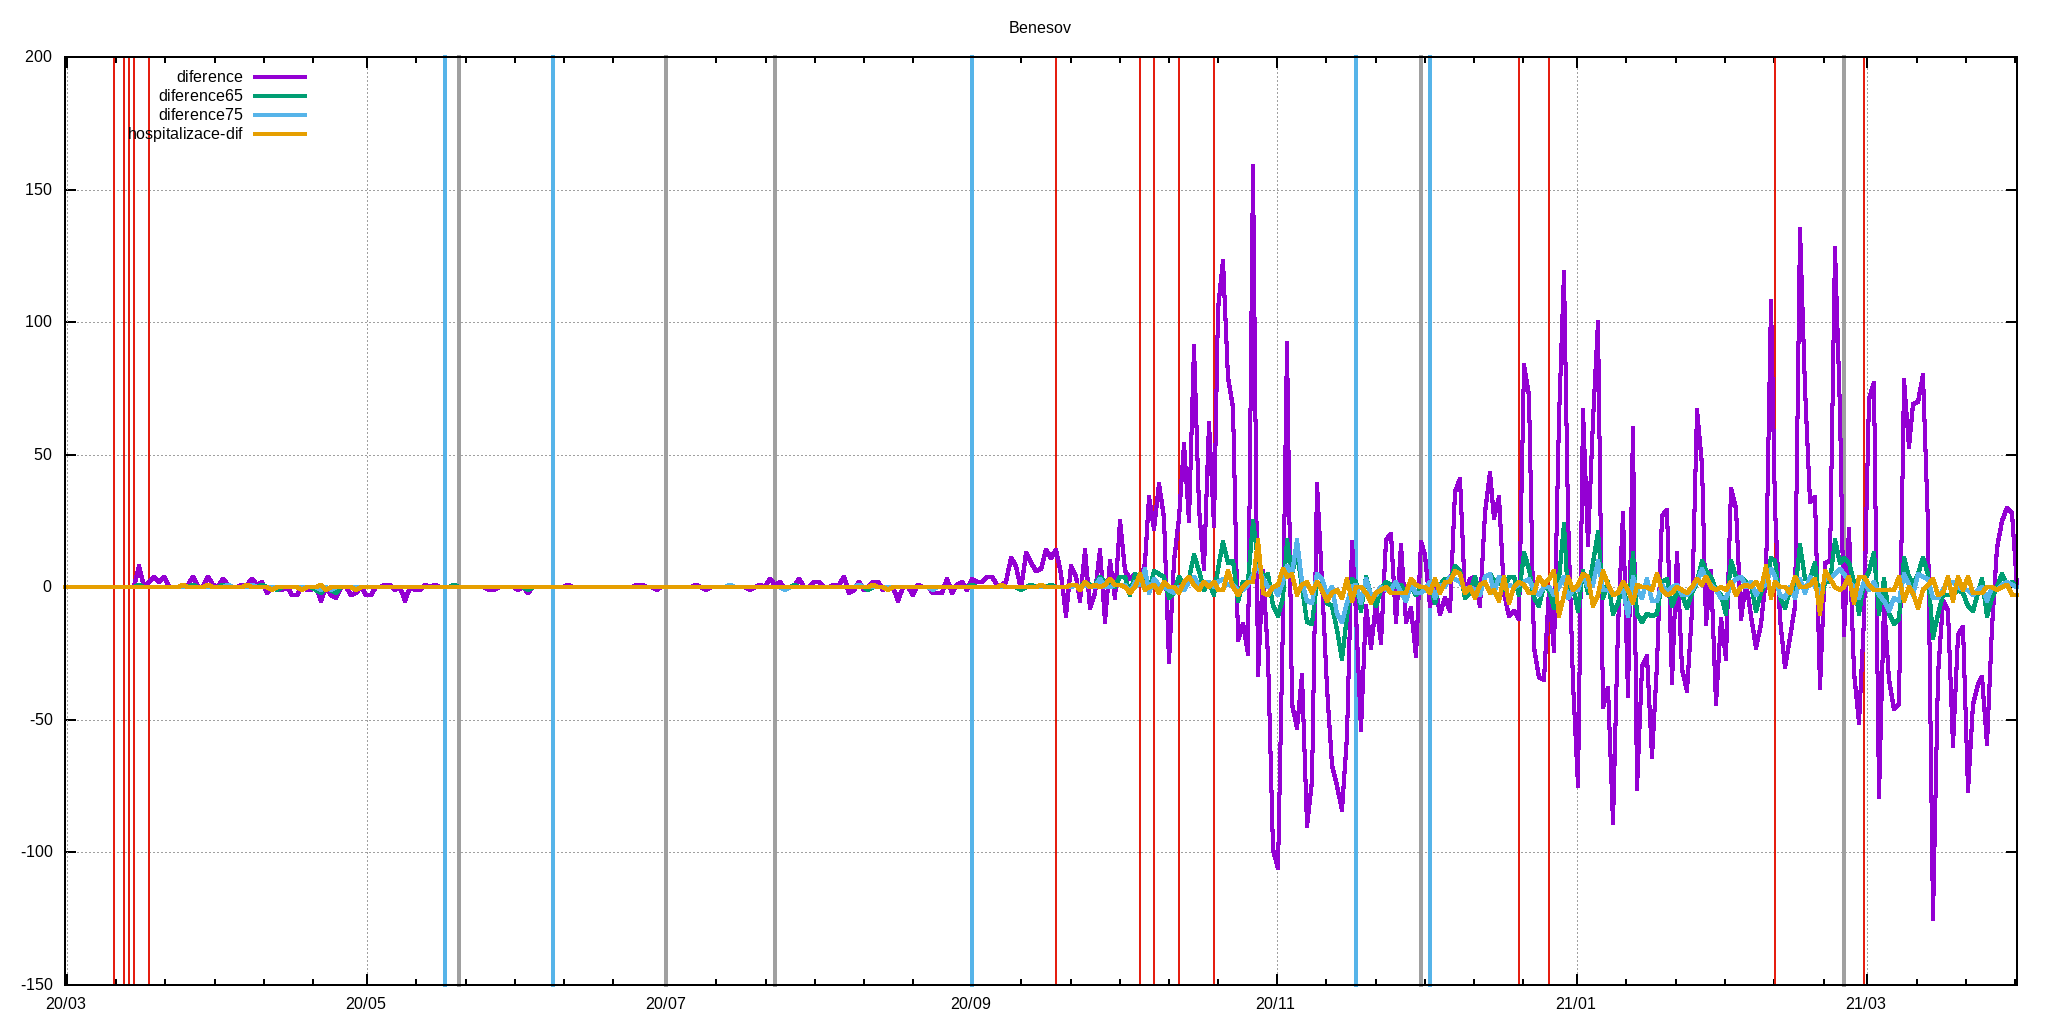 Benesov
200
150
100
50
0
-50
-100
-150
diference
diference65
diference75
hospitalizace-dif
20/03 20/05 20/07 20/09 20/11 21/01 21/03